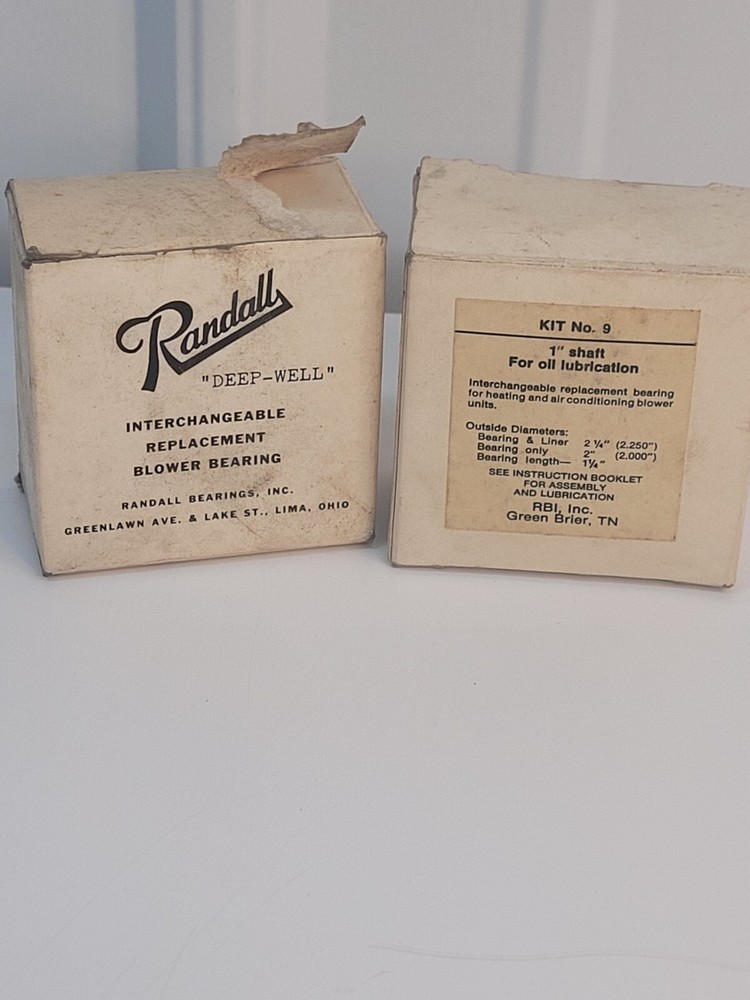 Randall
"DEEP-WELL"
INTERCHANGEABLE
REPLACEMENT
BLOWER BEARING
RANDALL BEARINGS, INC.
GREENLAWN AVE. & LAKE ST., LIMA, OHIO
KIT No. 9
1" shaft
For oil lubrication
Interchangeable replacement bearing
for heating and air conditioning blower
units.
Outside Diameters:
Bearing & Liner 2 ¼" (2.250")
Bearing only 2" (2.000")
Bearing length— 1¼"
SEE INSTRUCTION BOOKLET
FOR ASSEMBLY
AND LUBRICATION
RBI, Inc.
Green Brier, TN